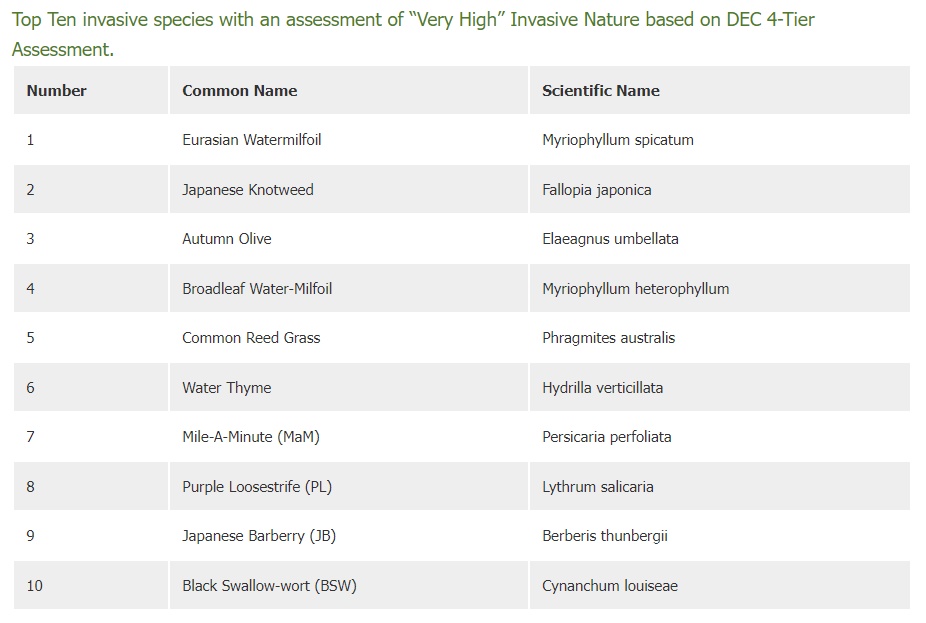 Top Ten invasive species with an assessment of “Very High” Invasive Nature based on DEC 4-Tier
Assessment.
Number Common Name Scientific Name
1 Eurasian Watermilfoil Myriophyllum spicatum
2 Japanese Knotweed Fallopia japonica
3 Autumn Olive Elaeagnus umbellata
4 Broadleaf Water-Milfoil Myriophyllum heterophyllum
5 Common Reed Grass Phragmites australis
6 Water Thyme Hydrilla verticillata
7 Mile-A-Minute (MaM) Persicaria perfoliata
8 Purple Loosestrife (PL) Lythrum salicaria
9 Japanese Barberry (JB) Berberis thunbergii
10 Black Swallow-wort (BSW) Cynanchum louiseae